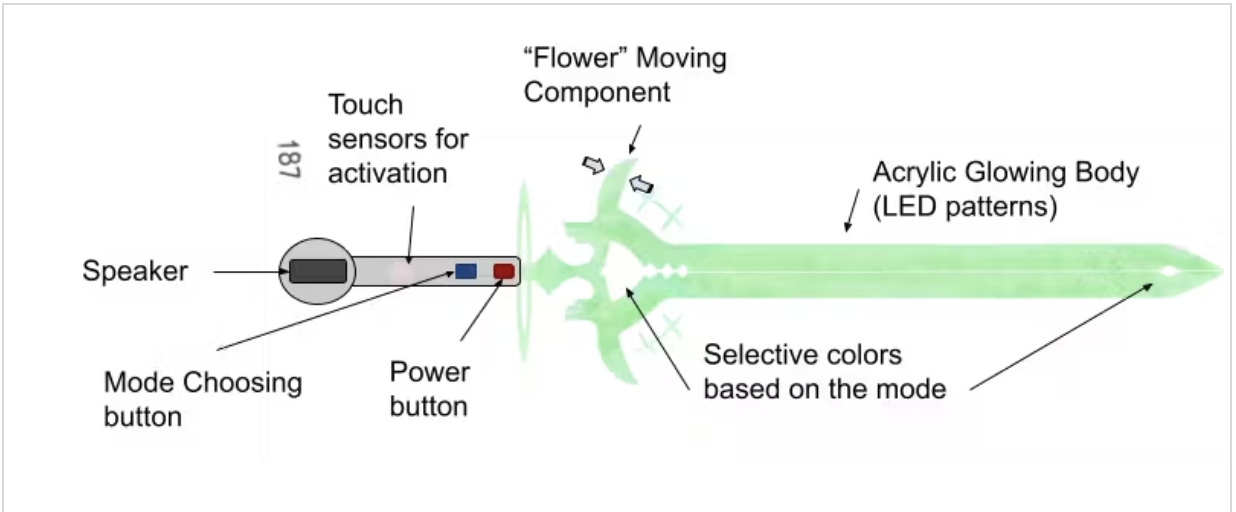 “Flower” Moving
Component
Touch
sensors for
activation
187
Acrylic Glowing Body
(LED patterns)
Speaker
Mode Choosing
button
Power
button
Selective colors
based on the mode